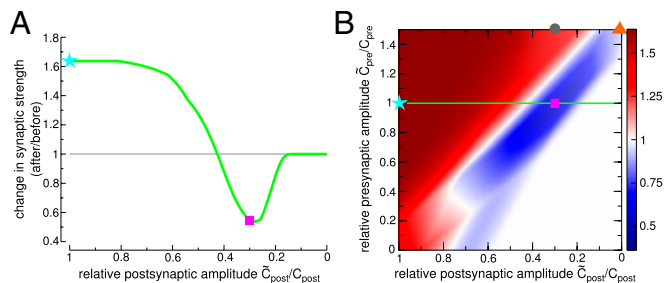 A
change in synaptic strength
(after/before)
1.8
1.6
1.4
1.2
1
0.8
0.6
0.4
1 0.8 0.6 0.4 0.2 0
relative postsynaptic amplitude C̃post/Cpost
B
relative presynaptic amplitude C̃pre/Cpre
1.4
1.2
1
0.8
0.6
0.4
0.2
0
1 0.8 0.6 0.4 0.2 0
relative postsynaptic amplitude C̃post/Cpost
1.5
1.25
1
0.75
0.5